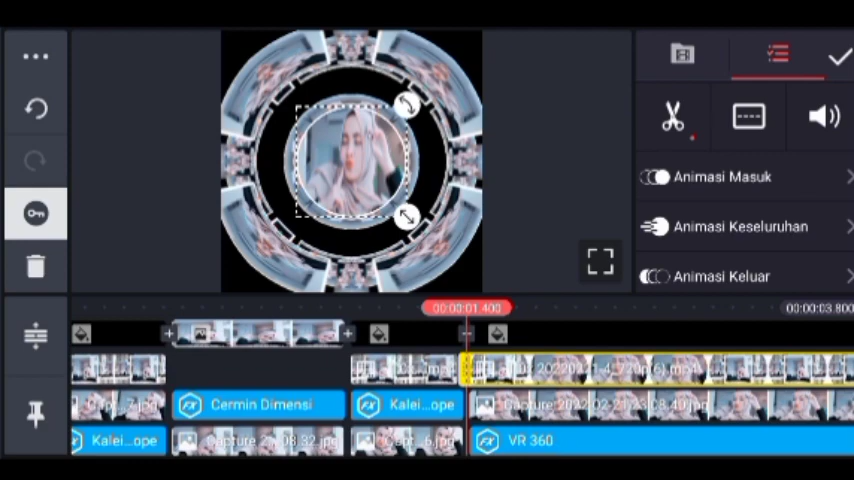 Animasi Masuk
Animasi Keseluruhan
Animasi Keluar
00:00:01.400
00:00:03.800
Cermin Dimensi
Kalei...ope
Capture 2022-02-21 23.08.40.jpg
Kalei...ope
VR 360